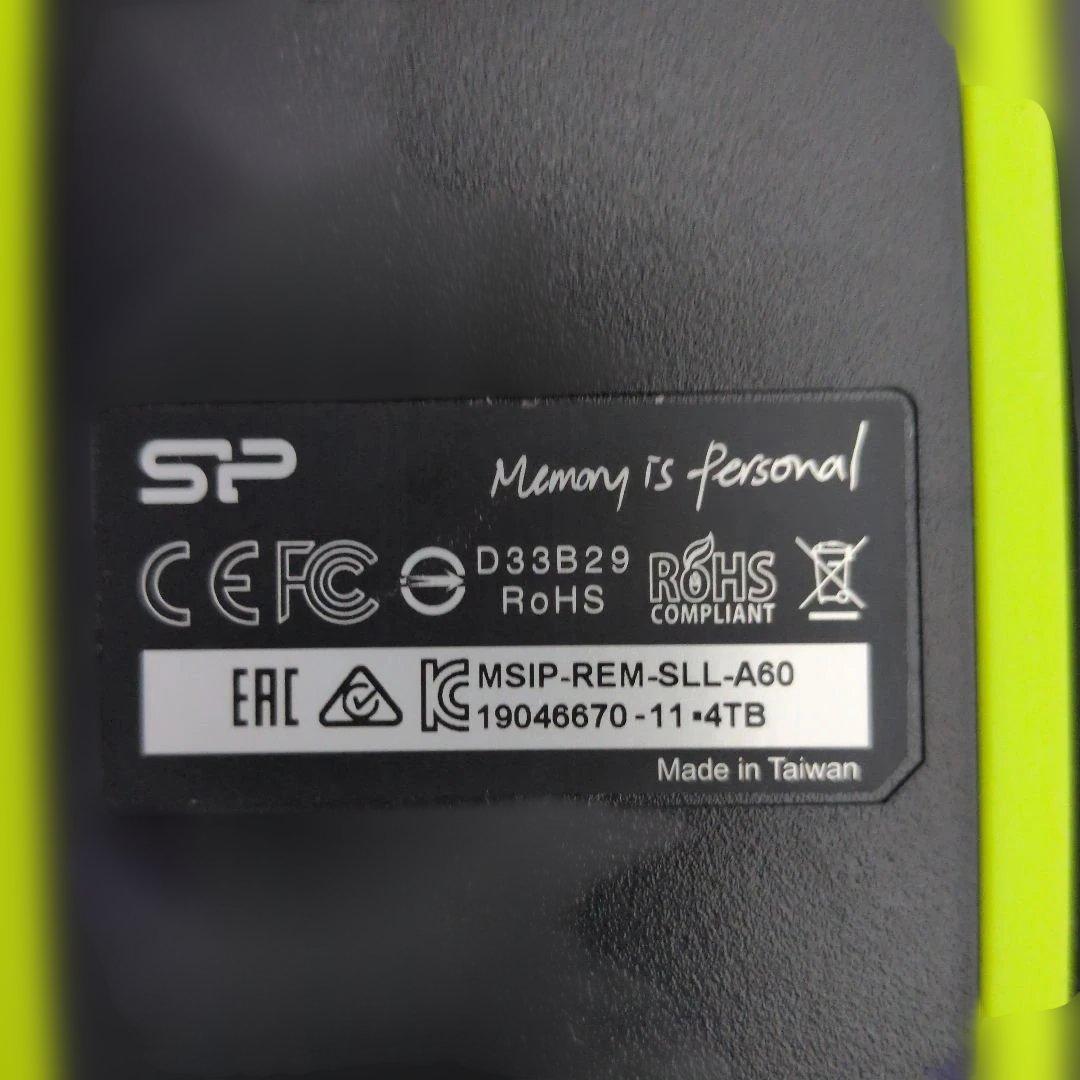 SP
Memory is Personal
CE FC D33B29
RoHS
RoHS
COMPLIANT
EAC KC MSIP-REM-SLL-A60
19046670-11▪4TB
Made in Taiwan